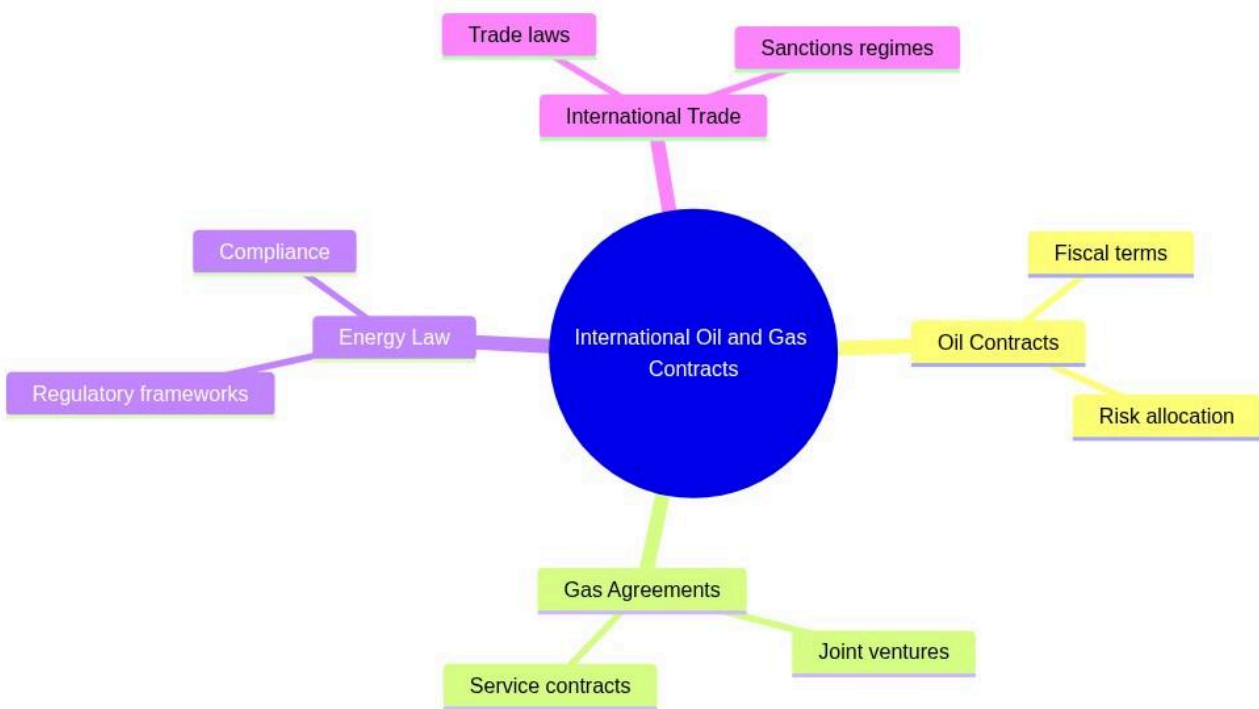 Trade laws
Sanctions regimes
International Trade
Compliance
Fiscal terms
Energy Law
International Oil and Gas
Contracts
Oil Contracts
Regulatory frameworks
Risk allocation
Gas Agreements
Joint ventures
Service contracts